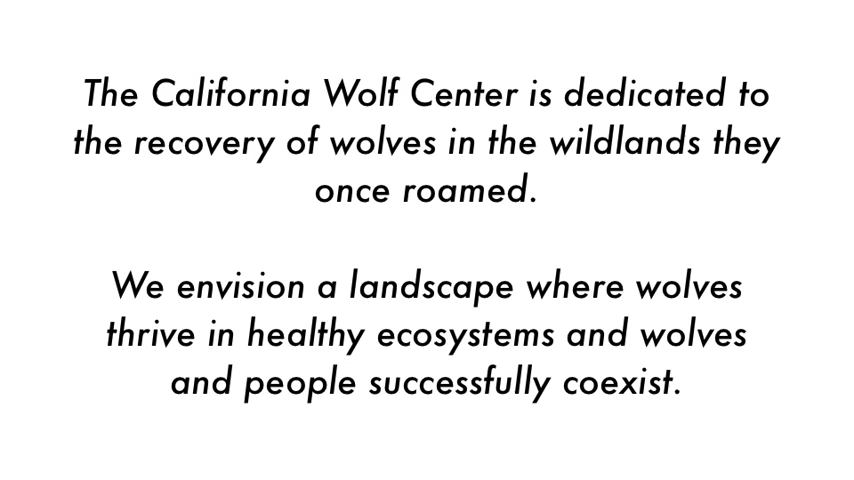 The California Wolf Center is dedicated to
the recovery of wolves in the wildlands they
once roamed.
We envision a landscape where wolves
thrive in healthy ecosystems and wolves
and people successfully coexist.